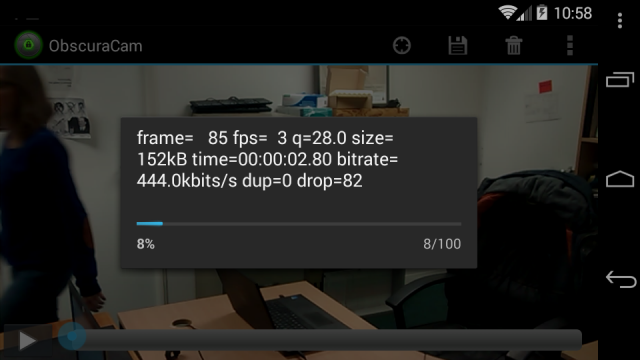 10:58
ObscuraCam
frame=   85 fps=  3 q=28.0 size=
152kB time=00:00:02.80 bitrate=
444.0kbits/s dup=0 drop=82
8%
8/100